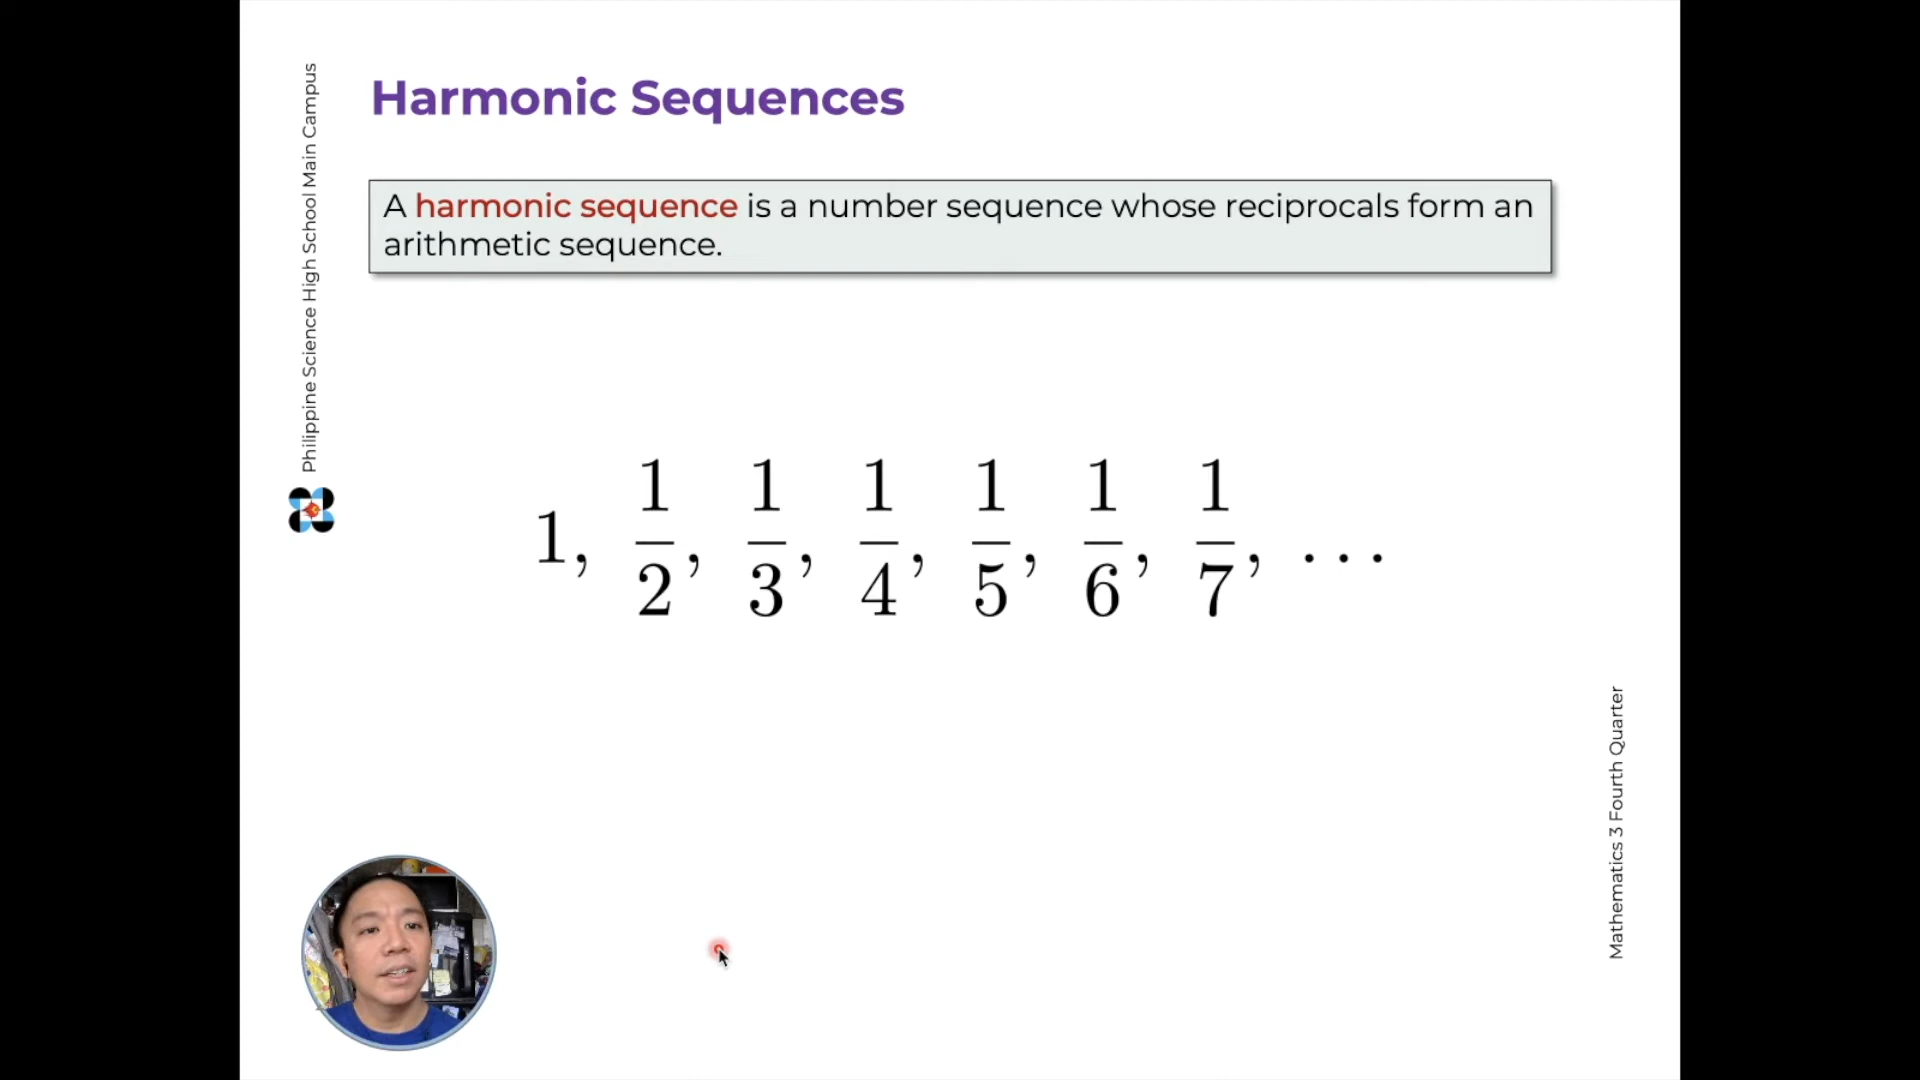 Harmonic Sequences
A harmonic sequence is a number sequence whose reciprocals form an
arithmetic sequence.
1, 1/2, 1/3, 1/4, 1/5, 1/6, 1/7, ...
Philippine Science High School Main Campus
Mathematics 3 Fourth Quarter